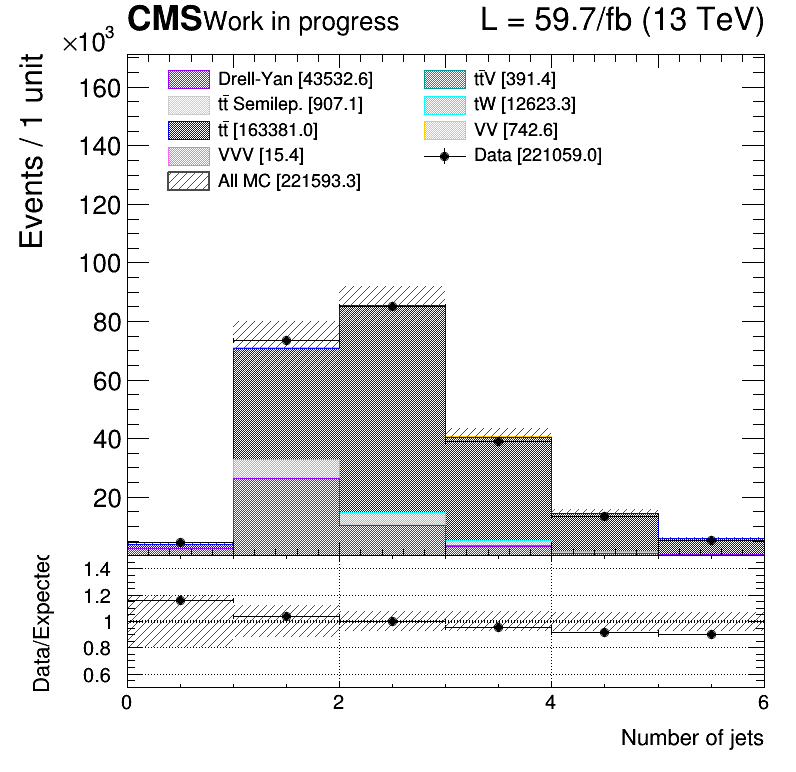 CMS Work in progress L = 59.7/fb (13 TeV)
×10³
Events / 1 unit
160
140
120
100
80
60
40
20
Drell-Yan [43532.6]
tt̄ Semilep. [907.1]
tt̄ [163381.0]
VVV [15.4]
All MC [221593.3]
tt̄V [391.4]
tW [12623.3]
VV [742.6]
Data [221059.0]
Data/Expected
1.4
1.2
1
0.8
0.6
0 2 4 6
Number of jets